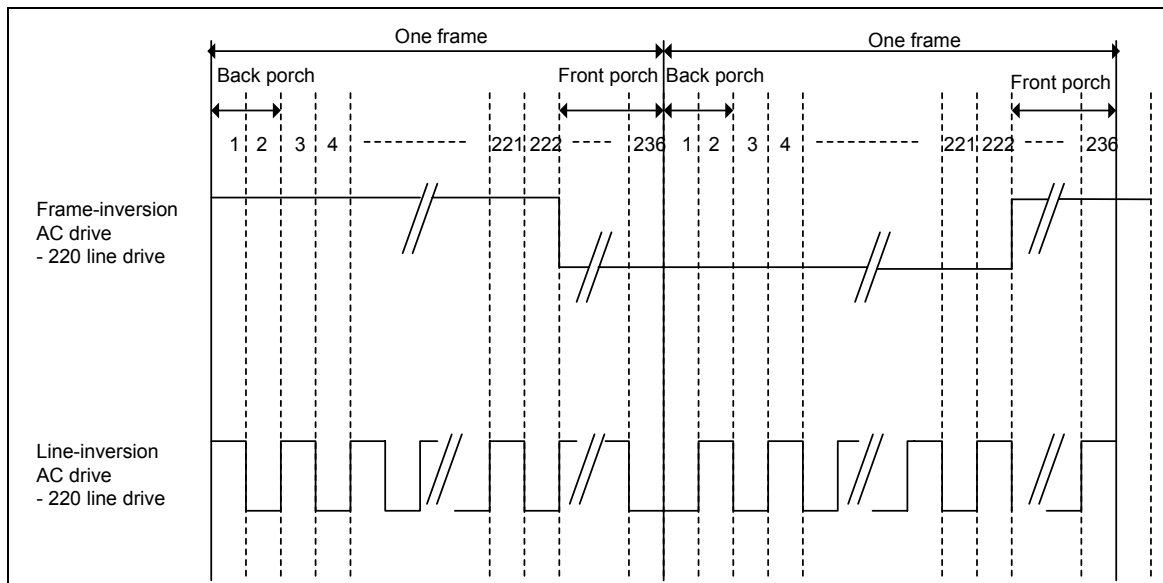 One frame One frame
Back porch Front porch Back porch Front porch
1 2 3 4 221 222 236 1 2 3 4 221 222 236
Frame-inversion
AC drive
- 220 line drive
Line-inversion
AC drive
- 220 line drive